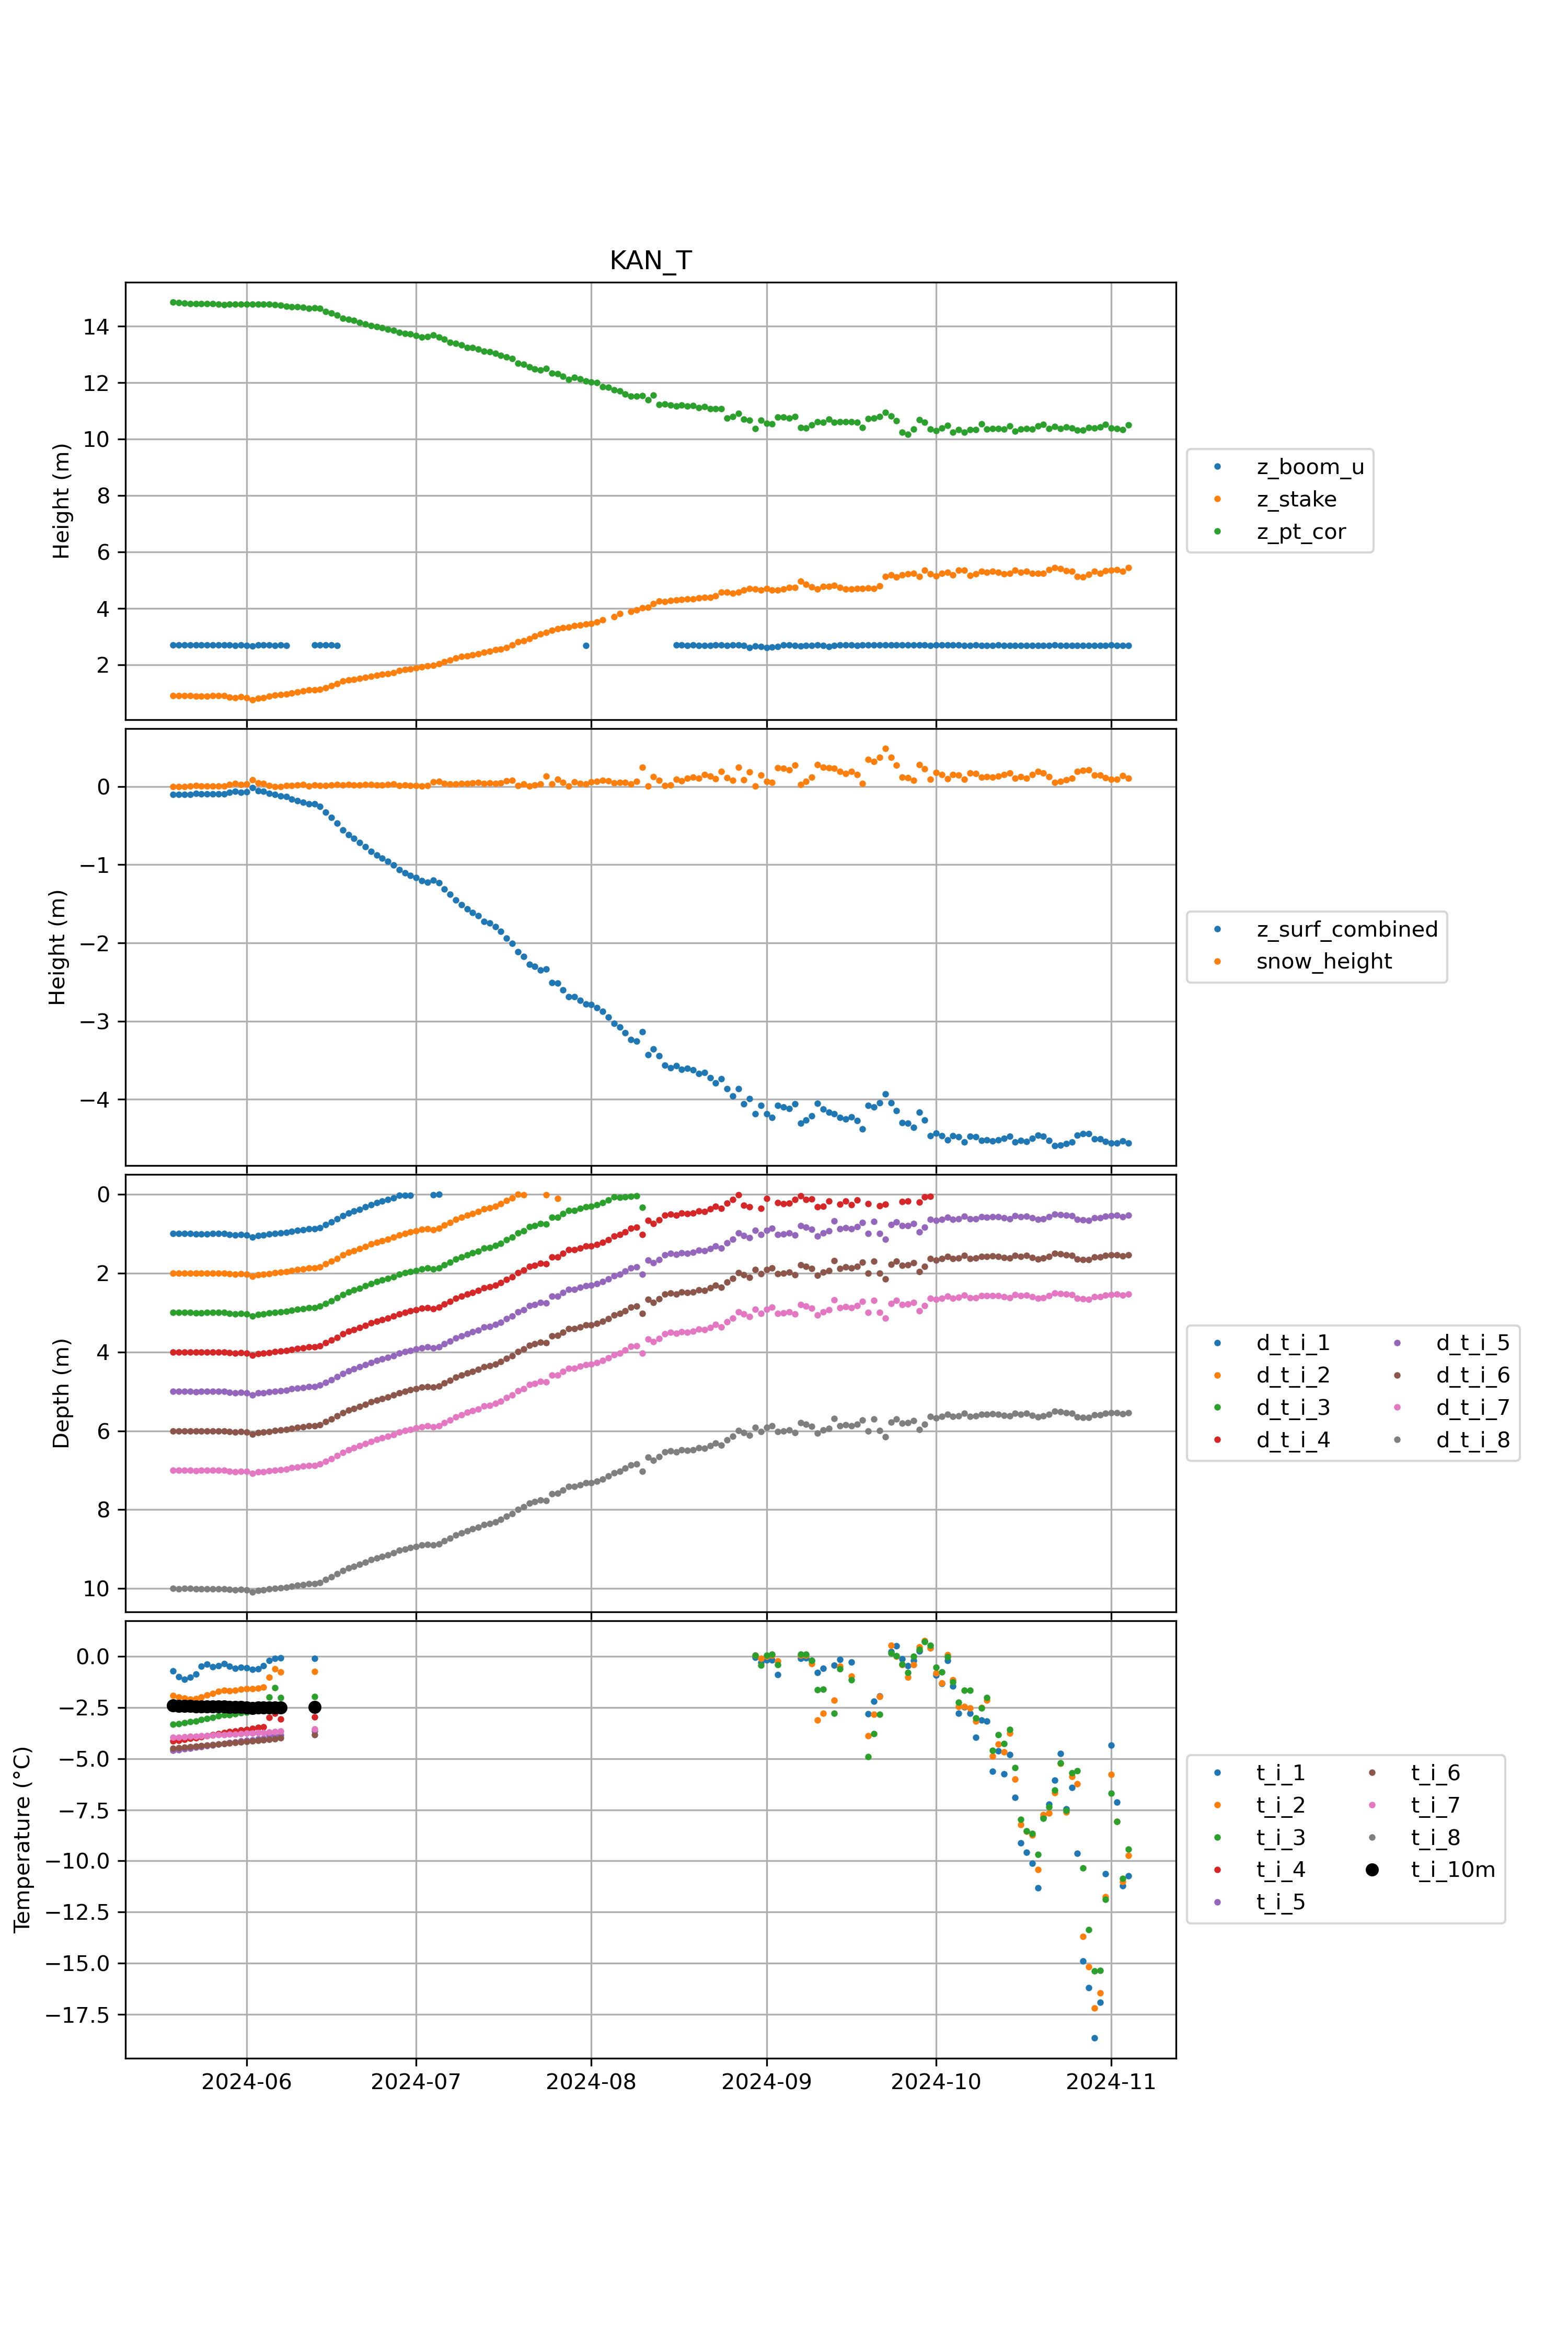 KAN_T
14
12
10
8
6
4
2
Height (m)
z_boom_u
z_stake
z_pt_cor
0
−1
−2
−3
−4
Height (m)
z_surf_combined
snow_height
0
2
4
6
8
10
Depth (m)
d_t_i_1
d_t_i_2
d_t_i_3
d_t_i_4
d_t_i_5
d_t_i_6
d_t_i_7
d_t_i_8
0.0
−2.5
−5.0
−7.5
−10.0
−12.5
−15.0
−17.5
Temperature (°C)
t_i_1
t_i_2
t_i_3
t_i_4
t_i_5
t_i_6
t_i_7
t_i_8
t_i_10m
2024-06 2024-07 2024-08 2024-09 2024-10 2024-11